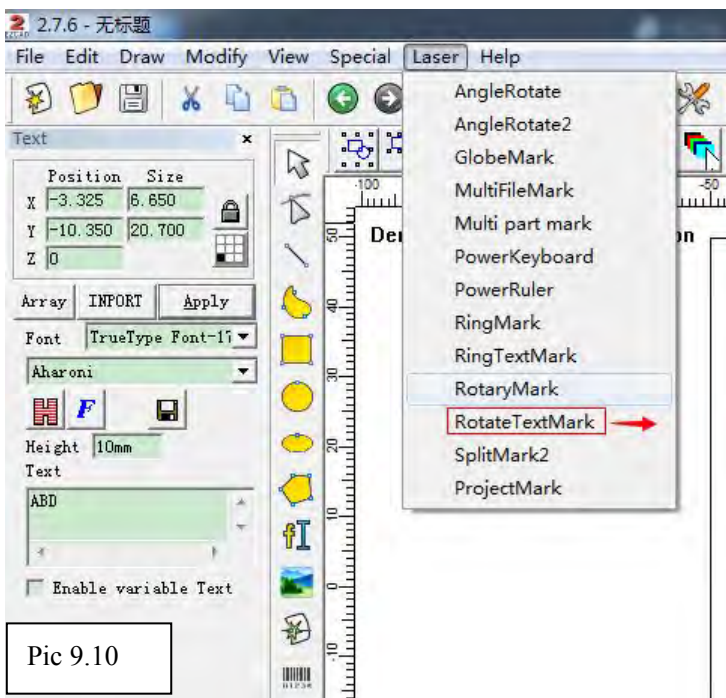 2.7.6 - 无标题
File Edit Draw Modify View Special Laser Help
AngleRotate
AngleRotate2
GlobeMark
MultiFileMark
Multi part mark
PowerKeyboard
PowerRuler
RingMark
RingTextMark
RotaryMark
RotateTextMark
SplitMark2
ProjectMark
Text
Position Size
X -3.325 6.650
Y -10.350 20.700
Z 0
Array INPORT Apply
Font TrueType Font-17
Aharoni
Height 10mm
Text
ABD
Enable variable Text
Pic 9.10
-100
-50
50
40
30
20
10
0
-10